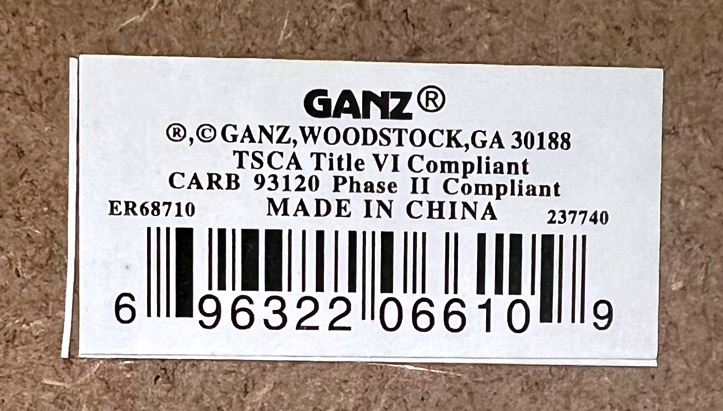 GANZ®
®,© GANZ,WOODSTOCK,GA 30188
TSCA Title VI Compliant
CARB 93120 Phase II Compliant
ER68710 MADE IN CHINA 237740
6 96322 06610 9